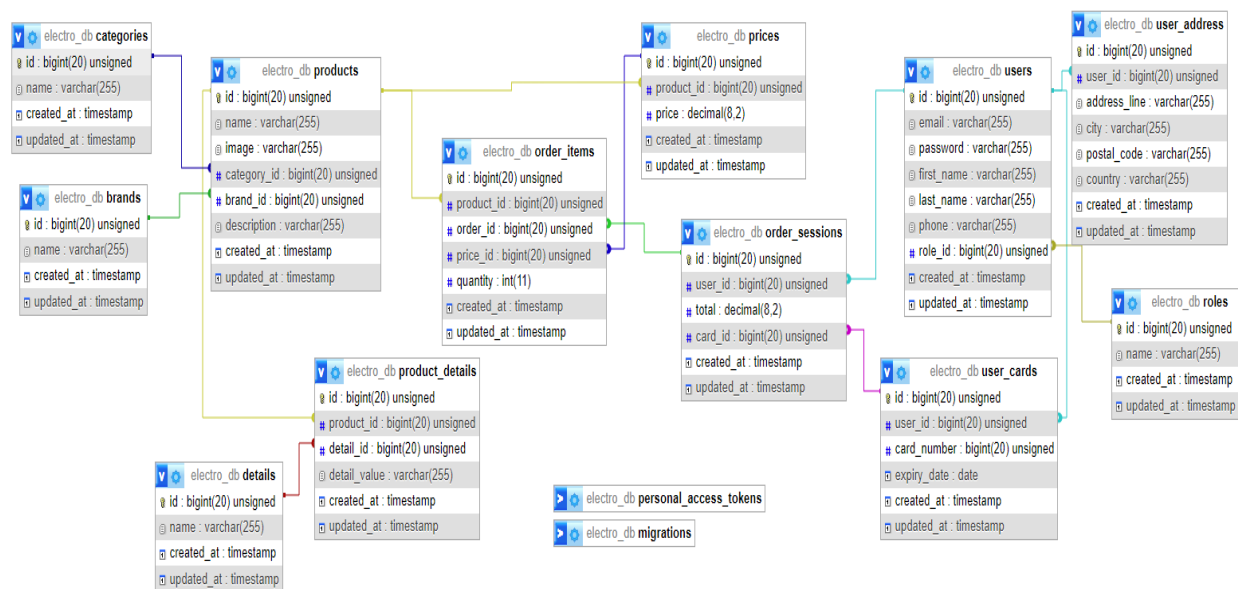 electro_db categories
id : bigint(20) unsigned
name : varchar(255)
created_at : timestamp
updated_at : timestamp
electro_db products
id : bigint(20) unsigned
name : varchar(255)
image : varchar(255)
category_id : bigint(20) unsigned
brand_id : bigint(20) unsigned
description : varchar(255)
created_at : timestamp
updated_at : timestamp
electro_db brands
id : bigint(20) unsigned
name : varchar(255)
created_at : timestamp
updated_at : timestamp
electro_db order_items
id : bigint(20) unsigned
product_id : bigint(20) unsigned
order_id : bigint(20) unsigned
price_id : bigint(20) unsigned
quantity : int(11)
created_at : timestamp
updated_at : timestamp
electro_db prices
id : bigint(20) unsigned
product_id : bigint(20) unsigned
price : decimal(8,2)
created_at : timestamp
updated_at : timestamp
electro_db order_sessions
id : bigint(20) unsigned
user_id : bigint(20) unsigned
total : decimal(8,2)
card_id : bigint(20) unsigned
created_at : timestamp
updated_at : timestamp
electro_db users
id : bigint(20) unsigned
email : varchar(255)
password : varchar(255)
first_name : varchar(255)
last_name : varchar(255)
phone : varchar(255)
role_id : bigint(20) unsigned
created_at : timestamp
updated_at : timestamp
electro_db user_address
id : bigint(20) unsigned
user_id : bigint(20) unsigned
address_line : varchar(255)
city : varchar(255)
postal_code : varchar(255)
country : varchar(255)
created_at : timestamp
updated_at : timestamp
electro_db roles
id : bigint(20) unsigned
name : varchar(255)
created_at : timestamp
updated_at : timestamp
electro_db user_cards
id : bigint(20) unsigned
user_id : bigint(20) unsigned
card_number : bigint(20) unsigned
expiry_date : date
created_at : timestamp
updated_at : timestamp
electro_db product_details
id : bigint(20) unsigned
product_id : bigint(20) unsigned
detail_id : bigint(20) unsigned
detail_value : varchar(255)
created_at : timestamp
updated_at : timestamp
electro_db details
id : bigint(20) unsigned
name : varchar(255)
created_at : timestamp
updated_at : timestamp
electro_db personal_access_tokens
electro_db migrations